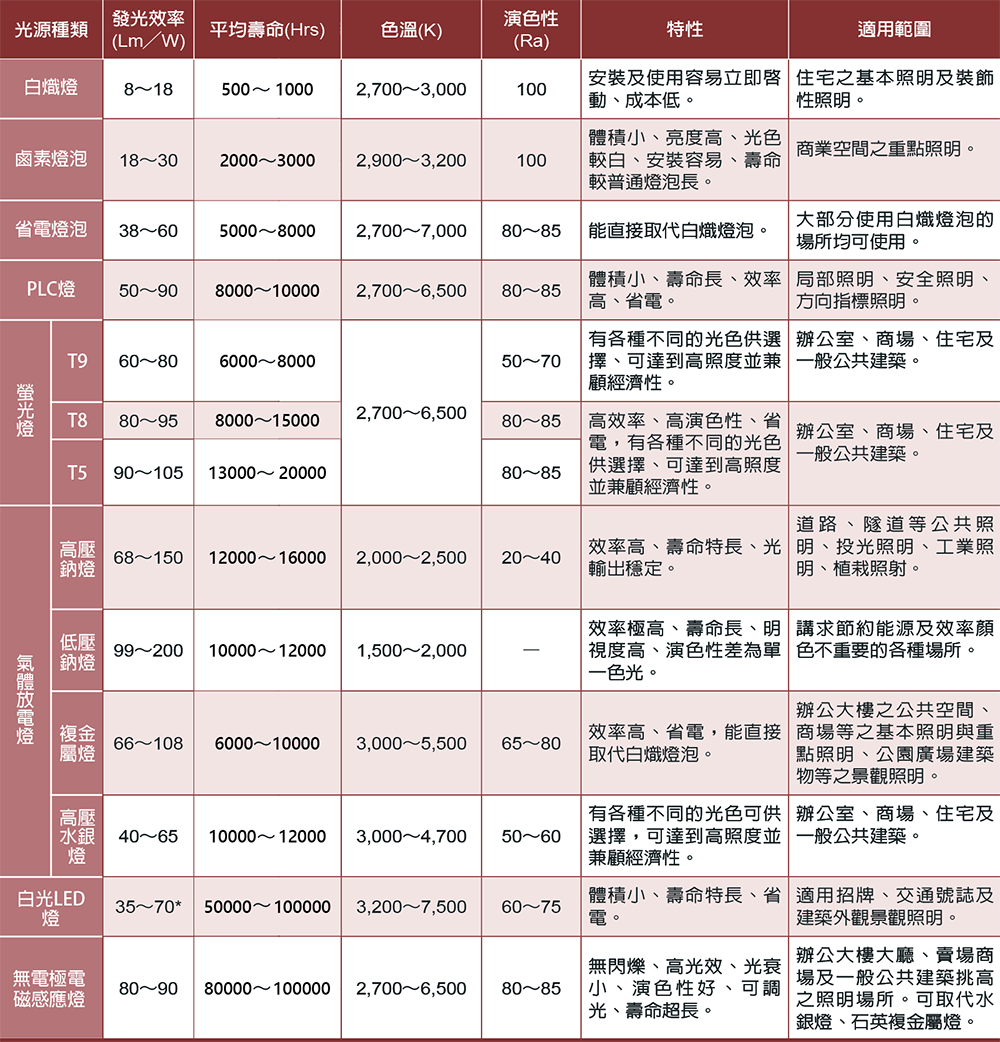 光源種類 發光效率 平均壽命(Hrs) 色溫(K) 演色性 特性 適用範圍
(Lm／W) (Ra)
白熾燈 8～18 500～1000 2,700～3,000 100 安裝及使用容易立即啓 住宅之基本照明及裝飾
動、成本低。 性照明。
鹵素燈泡 18～30 2000～3000 2,900～3,200 100 體積小、亮度高、光色 商業空間之重點照明。
較白、安裝容易、壽命
較普通燈泡長。
省電燈泡 38～60 5000～8000 2,700～7,000 80～85 能直接取代白熾燈泡。 大部分使用白熾燈泡的
場所均可使用。
PLC燈 50～90 8000～10000 2,700～6,500 80～85 體積小、壽命長、效率 局部照明、安全照明、
高、省電。 方向指標照明。
螢光燈 T9 60～80 6000～8000 2,700～6,500 50～70 有各種不同的光色供選 辦公室、商場、住宅及
擇、可達到高照度並兼 一般公共建築。
顧經濟性。
T8 80～95 8000～15000 80～85 高效率、高演色性、省 辦公室、商場、住宅及
電，有各種不同的光色 一般公共建築。
T5 90～105 13000～20000 80～85 供選擇、可達到高照度
並兼顧經濟性。
氣體放電燈 高壓 68～150 12000～16000 2,000～2,500 20～40 效率高、壽命特長、光 道路、隧道等公共照
鈉燈 輸出穩定。 明、投光照明、工業照
明、植栽照射。
低壓 99～200 10000～12000 1,500～2,000 — 效率極高、壽命長、明 講求節約能源及效率顏
鈉燈 視度高、演色性差為單 色不重要的各種場所。
一色光。
複金 66～108 6000～10000 3,000～5,500 65～80 效率高、省電，能直接 辦公大樓之公共空間、
屬燈 取代白熾燈泡。 商場等之基本照明與重
點照明、公園廣場建築
物等之景觀照明。
高壓 40～65 10000～12000 3,000～4,700 50～60 有各種不同的光色可供 辦公室、商場、住宅及
水銀 選擇，可達到高照度並 一般公共建築。
燈 兼顧經濟性。
白光LED 35～70* 50000～100000 3,200～7,500 60～75 體積小、壽命特長、省 適用招牌、交通號誌及
燈 電。 建築外觀景觀照明。
無電極電 80～90 80000～100000 2,700～6,500 80～85 無閃爍、高光效、光衰 辦公大樓大廳、賣場商
磁感應燈 小、演色性好、可調 場及一般公共建築挑高
光、壽命超長。 之照明場所。可取代水
銀燈、石英複金屬燈。